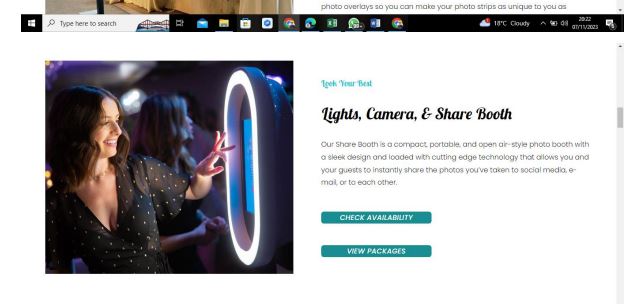 photo overlays so you can make your photo strips as unique to you as
Type here to search
18°C Cloudy
20:22
07/11/2023
Look Your Best
Lights, Camera, & Share Booth
Our Share Booth is a compact, portable, and open air-style photo booth with
a sleek design and loaded with cutting edge technology that allows you and
your guests to instantly share the photos you've taken to social media, e-
mail, or to each other.
CHECK AVAILABILITY
VIEW PACKAGES